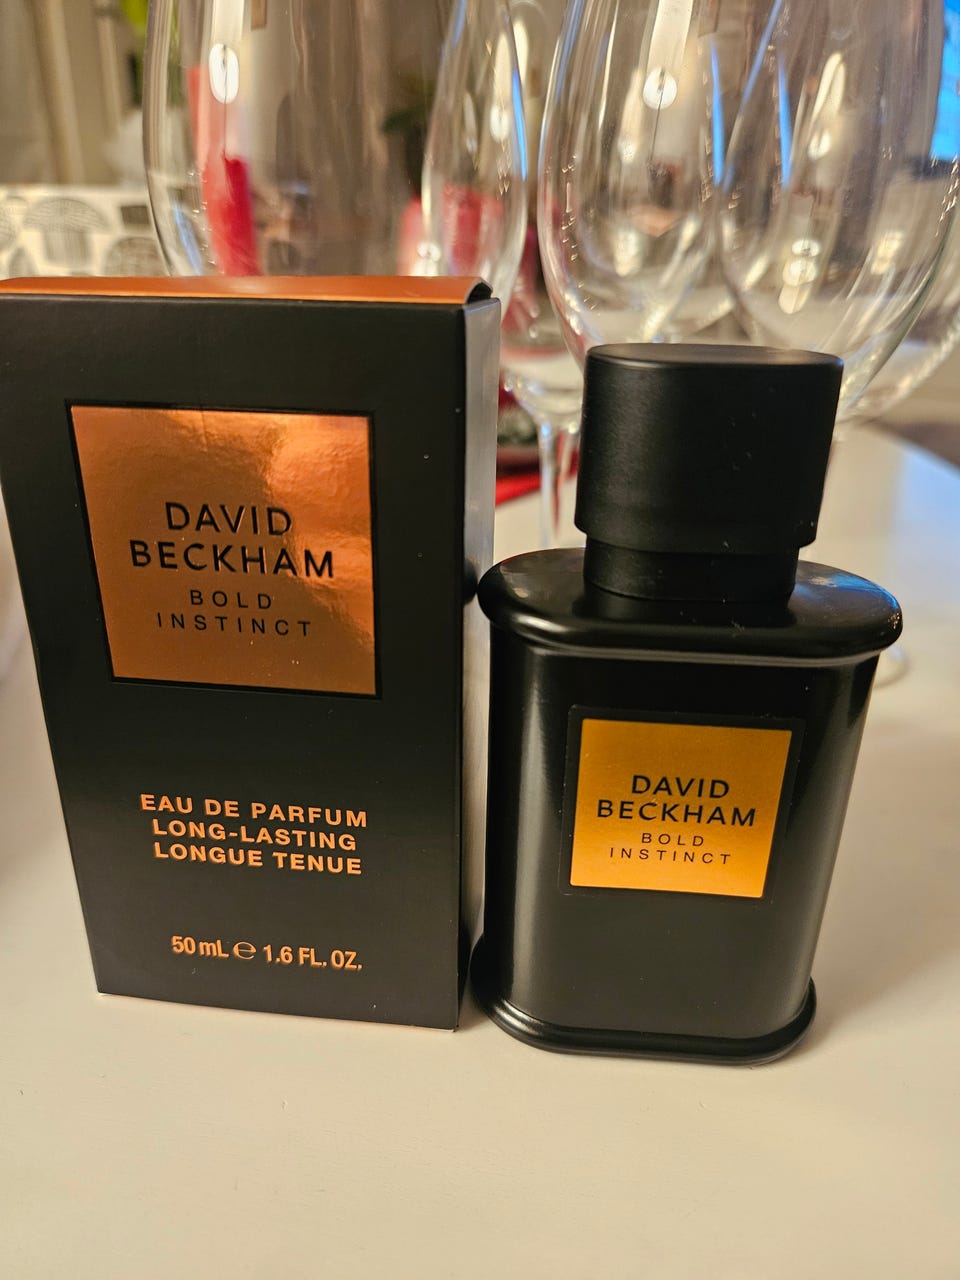 DAVID
BECKHAM
BOLD
INSTINCT
EAU DE PARFUM
LONG-LASTING
LONGUE TENUE
50 mL ℮ 1.6 FL. OZ.
DAVID
BECKHAM
BOLD
INSTINCT